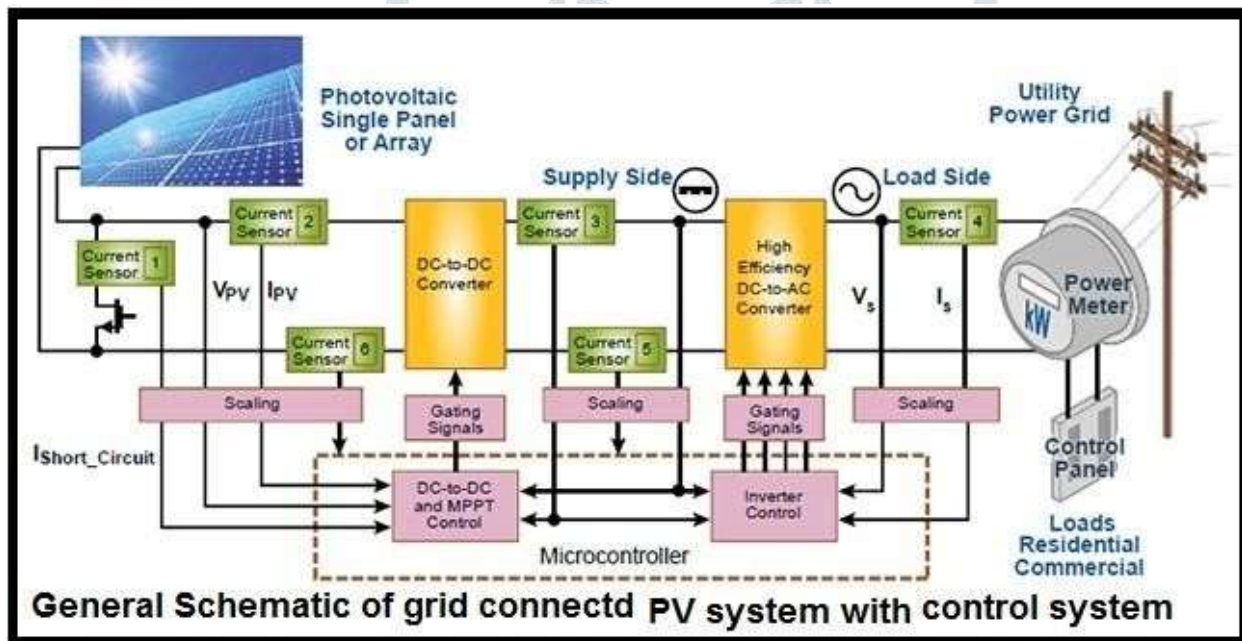 Photovoltaic
Single Panel
or Array
Utility
Power Grid
Supply Side
Load Side
Current
Sensor 1
Current
Sensor 2
DC-to-DC
Converter
Current
Sensor 3
High
Efficiency
DC-to-AC
Converter
Current
Sensor 4
VPV
IPV
Vs
Is
Power
Meter
kW
Current
Sensor 6
Current
Sensor 5
Scaling
Gating
Signals
Scaling
Gating
Signals
Scaling
IShort_Circuit
DC-to-DC
and MPPT
Control
Inverter
Control
Microcontroller
Control
Panel
Loads
Residential
Commercial
General Schematic of grid connectd PV system with control system